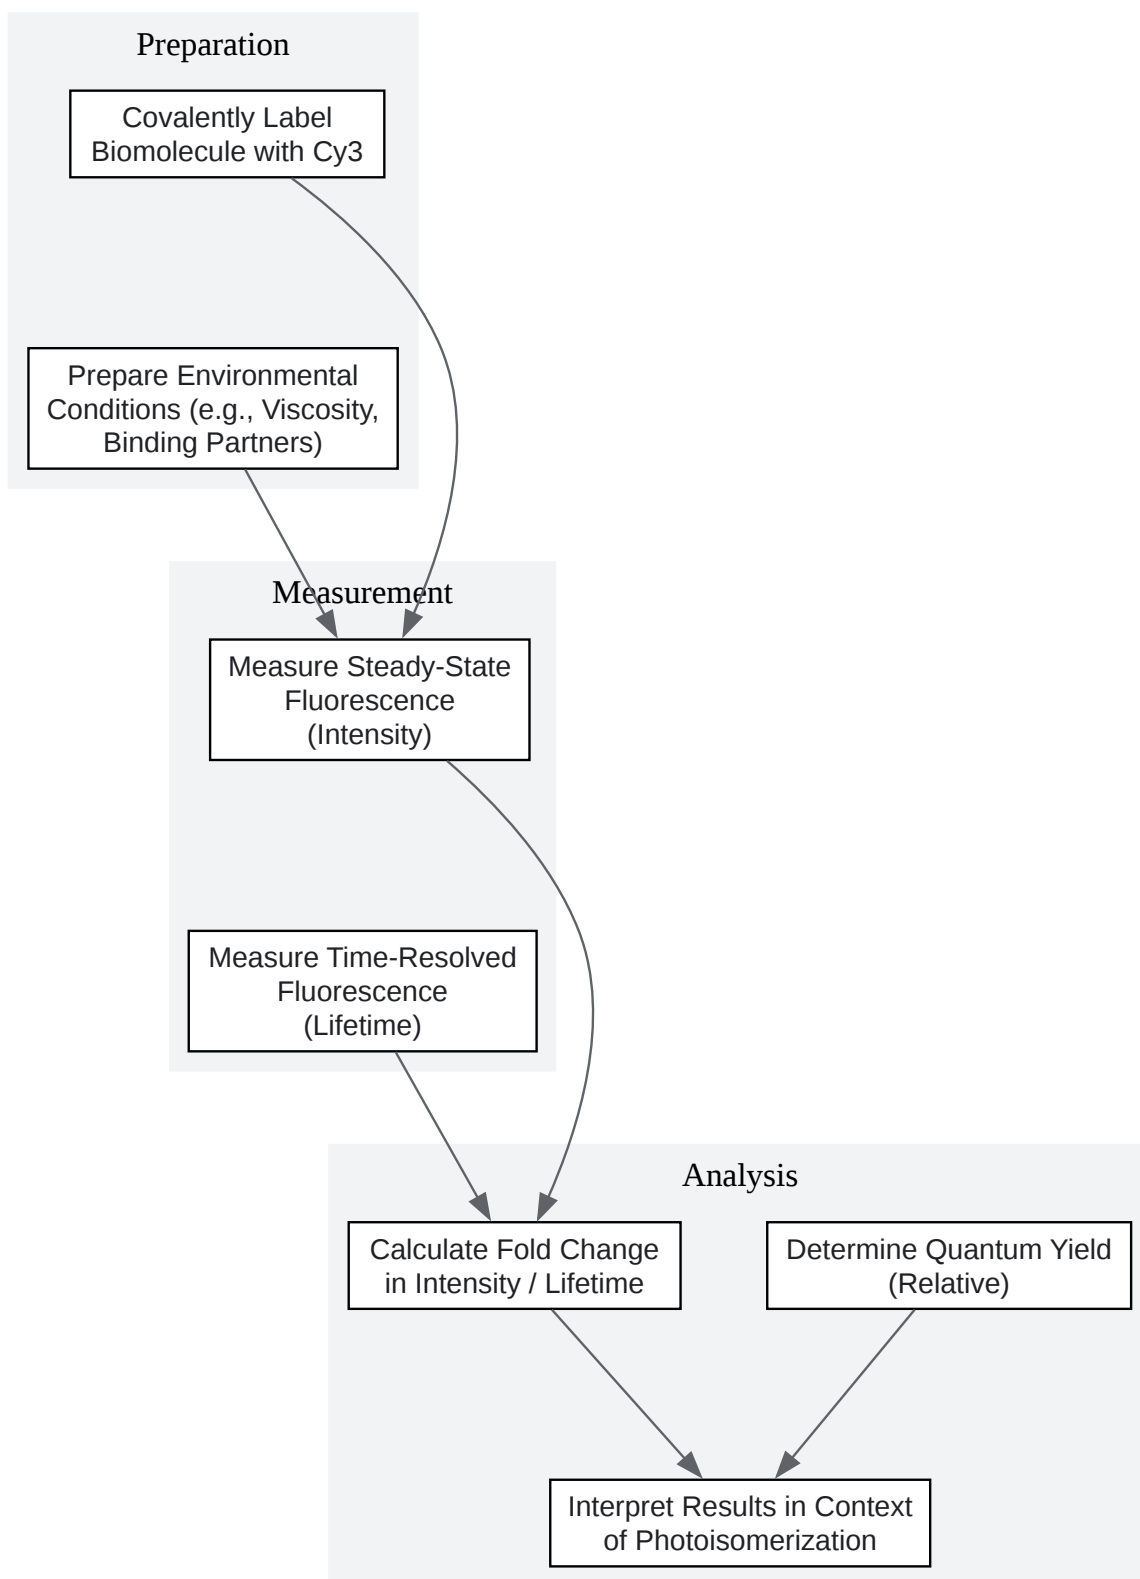 Preparation
Covalently Label
Biomolecule with Cy3
Prepare Environmental
Conditions (e.g., Viscosity,
Binding Partners)
Measurement
Measure Steady-State
Fluorescence
(Intensity)
Measure Time-Resolved
Fluorescence
(Lifetime)
Analysis
Calculate Fold Change
in Intensity / Lifetime
Determine Quantum Yield
(Relative)
Interpret Results in Context
of Photoisomerization